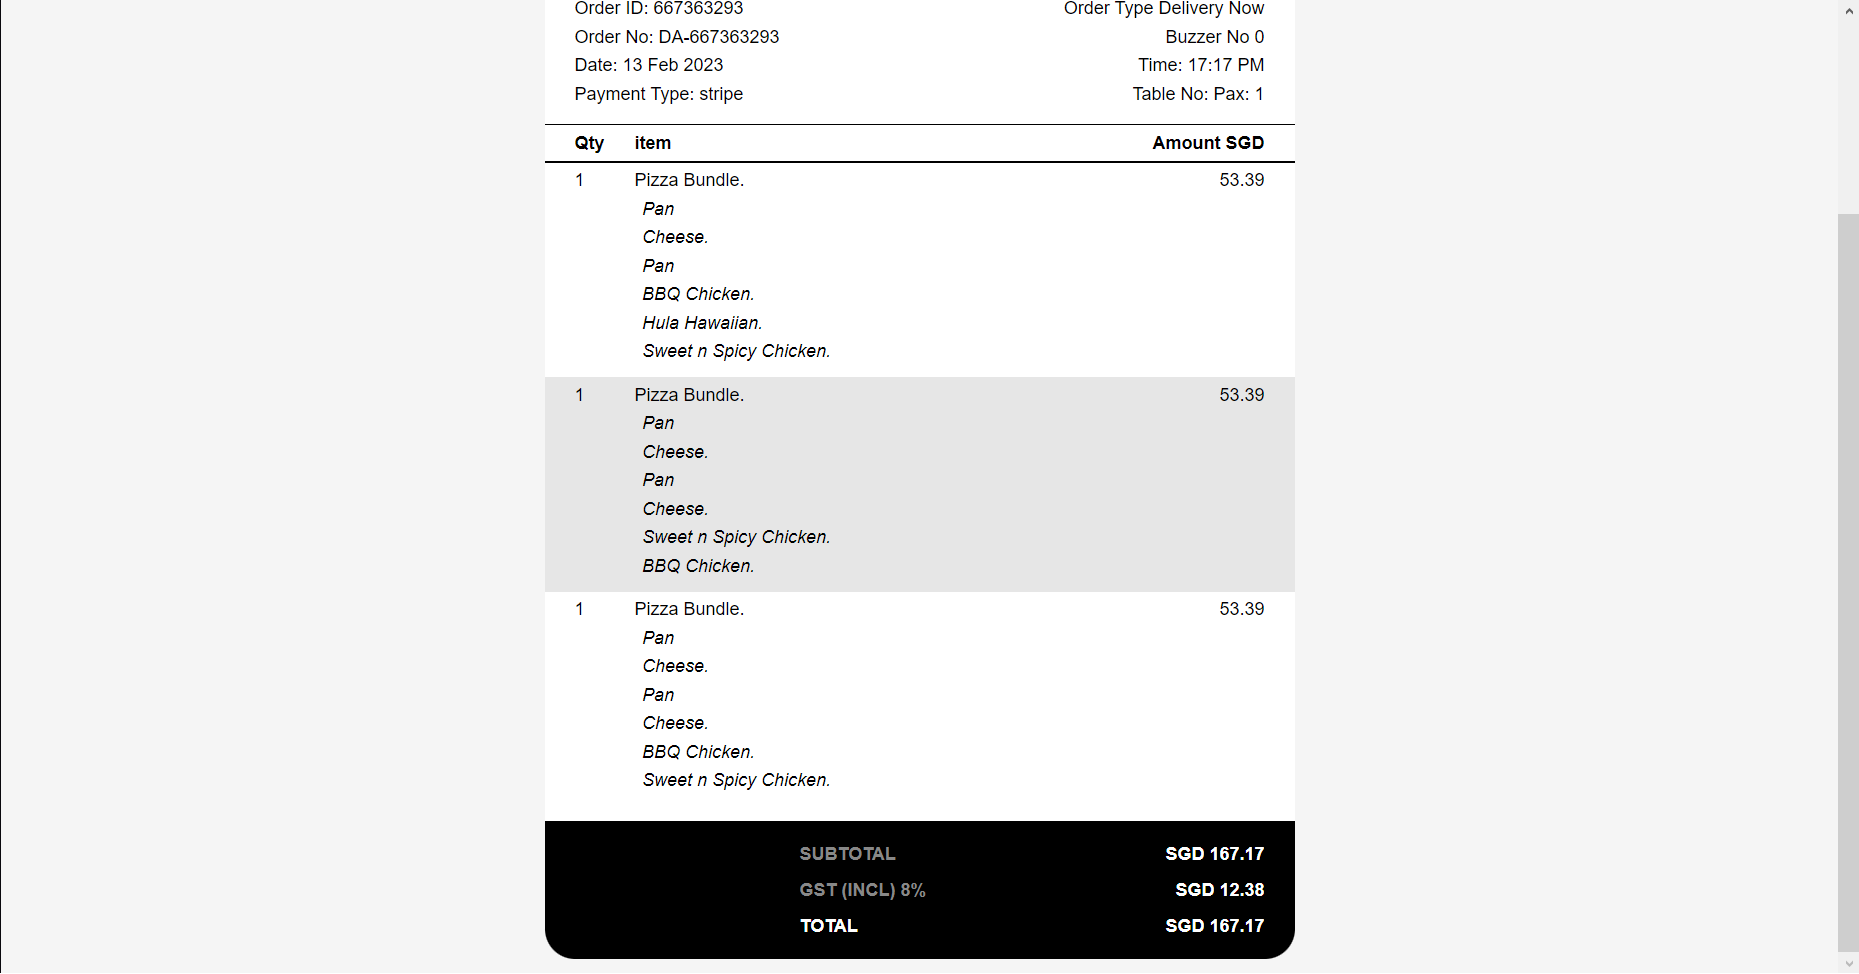 Order ID: 667363293 Order Type Delivery Now
Order No: DA-667363293 Buzzer No 0
Date: 13 Feb 2023 Time: 17:17 PM
Payment Type: stripe Table No: Pax: 1
Qty item Amount SGD
1 Pizza Bundle. 53.39
Pan
Cheese.
Pan
BBQ Chicken.
Hula Hawaiian.
Sweet n Spicy Chicken.
1 Pizza Bundle. 53.39
Pan
Cheese.
Pan
Cheese.
Sweet n Spicy Chicken.
BBQ Chicken.
1 Pizza Bundle. 53.39
Pan
Cheese.
Pan
Cheese.
BBQ Chicken.
Sweet n Spicy Chicken.
SUBTOTAL SGD 167.17
GST (INCL) 8% SGD 12.38
TOTAL SGD 167.17